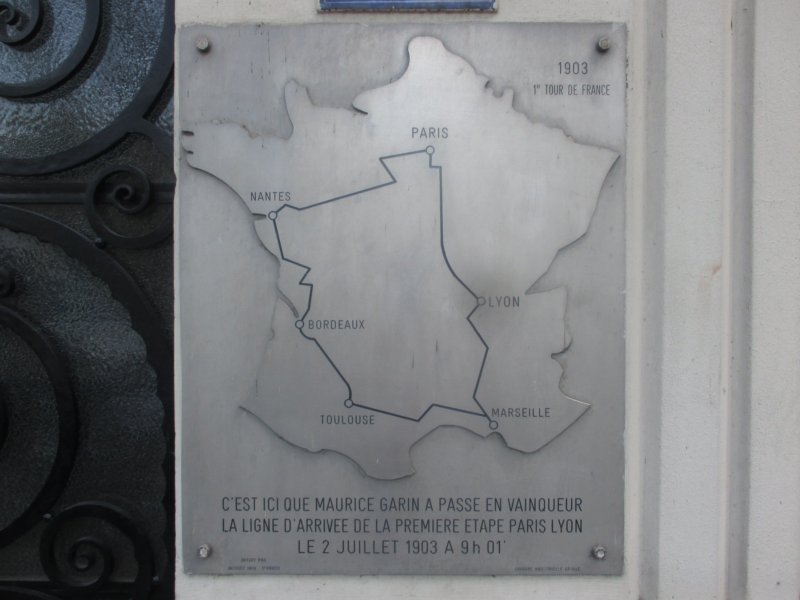 1903
1er TOUR DE FRANCE
PARIS
NANTES
LYON
BORDEAUX
TOULOUSE
MARSEILLE
C'EST ICI QUE MAURICE GARIN A PASSE EN VAINQUEUR
LA LIGNE D'ARRIVEE DE LA PREMIERE ETAPE PARIS LYON
LE 2 JUILLET 1903 A 9h 01'